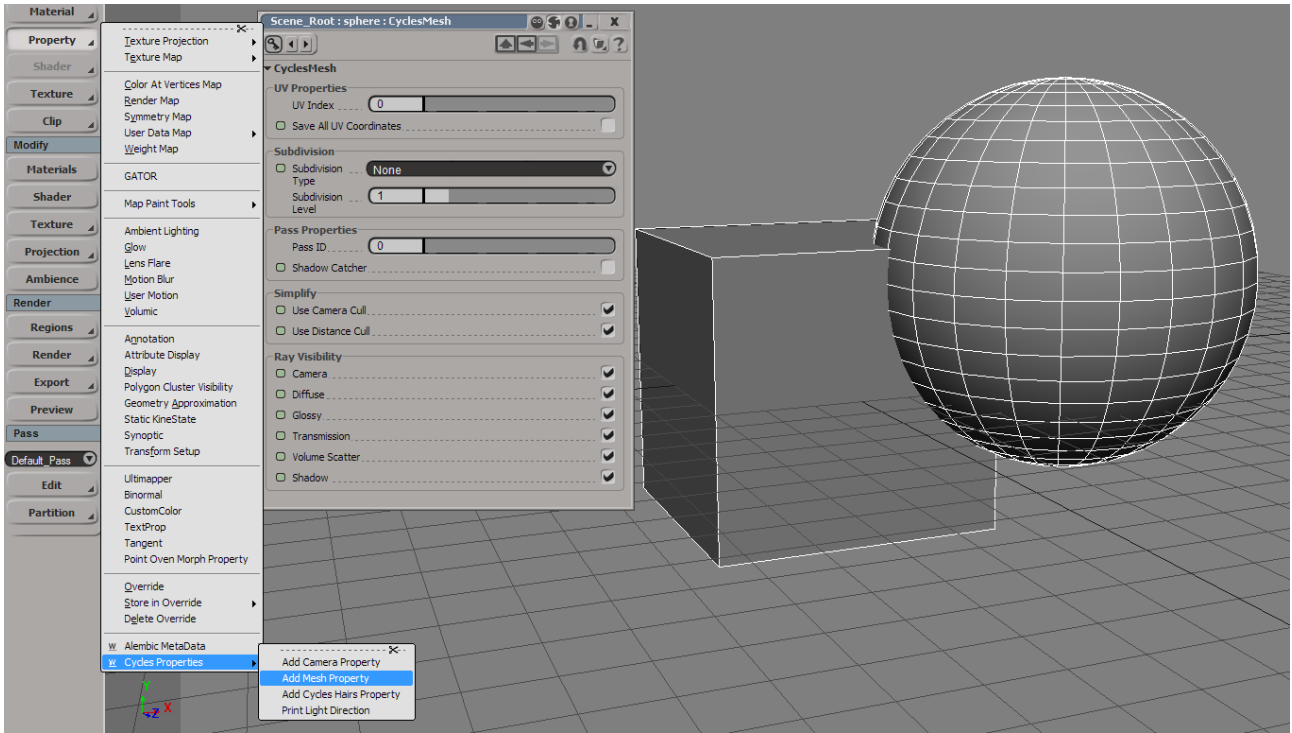 Material
Property
Shader
Texture
Clip
Modify
Materials
Shader
Texture
Projection
Ambience
Render
Regions
Render
Export
Preview
Pass
Default_Pass
Edit
Partition
Texture Projection
Texture Map
Color At Vertices Map
Render Map
Symmetry Map
User Data Map
Weight Map
GATOR
Map Paint Tools
Ambient Lighting
Glow
Lens Flare
Motion Blur
User Motion
Volumic
Annotation
Attribute Display
Display
Polygon Cluster Visibility
Geometry Approximation
Static KineState
Synoptic
Transform Setup
Ultimapper
Binormal
CustomColor
TextProp
Tangent
Point Oven Morph Property
Override
Store in Override
Delete Override
W Alembic MetaData
W Cycles Properties
Add Camera Property
Add Mesh Property
Add Cycles Hairs Property
Print Light Direction
Scene_Root : sphere : CyclesMesh
X
?
CyclesMesh
UV Properties
UV Index 0
Save All UV Coordinates
Subdivision
Subdivision Type None
Subdivision Level 1
Pass Properties
Pass ID 0
Shadow Catcher
Simplify
Use Camera Cull
Use Distance Cull
Ray Visibility
Camera
Diffuse
Glossy
Transmission
Volume Scatter
Shadow
Y
Z X